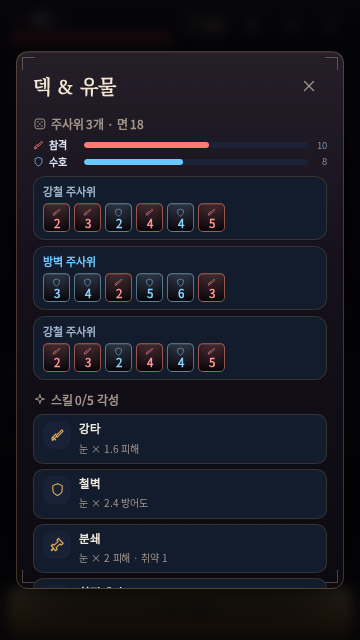 덱 & 유물
주사위 3개 · 면 18
참격 10
수호 8
강철 주사위
2 3 2 4 4 5
방벽 주사위
3 4 2 5 6 3
강철 주사위
2 3 2 4 4 5
스킬 0/5 각성
강타
눈 × 1.6 피해
철벽
눈 × 2.4 방어도
분쇄
눈 × 2 피해 · 취약 1